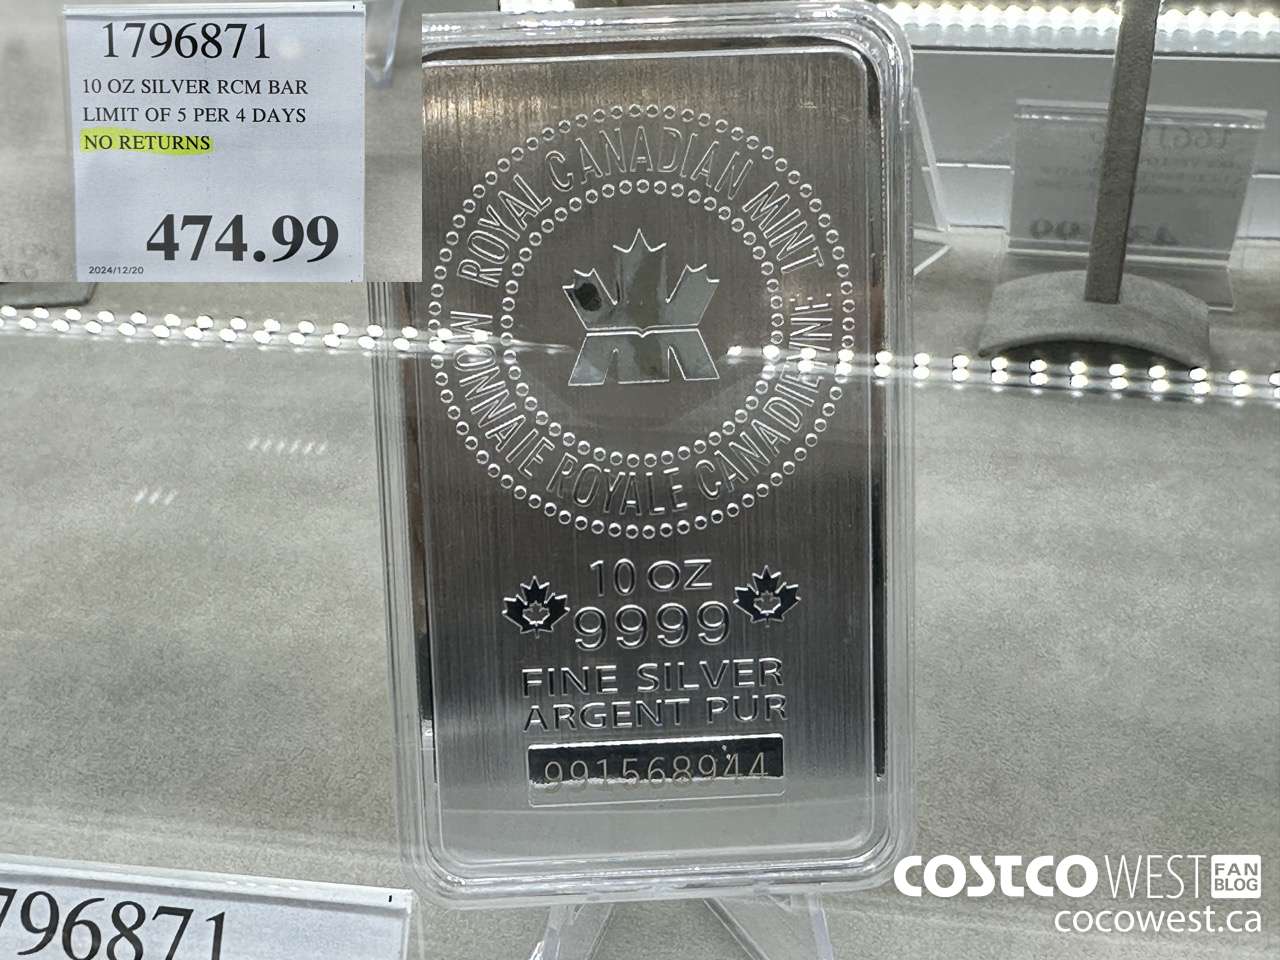 1796871
10 OZ SILVER RCM BAR
LIMIT OF 5 PER 4 DAYS
NO RETURNS
474.99
2024/12/20
ROYAL CANADIAN MINT
MONNAIE ROYALE CANADIENNE
10 OZ
9999
FINE SILVER
ARGENT PUR
991568944
796871
COSTCO WEST FAN BLOG
cocowest.ca